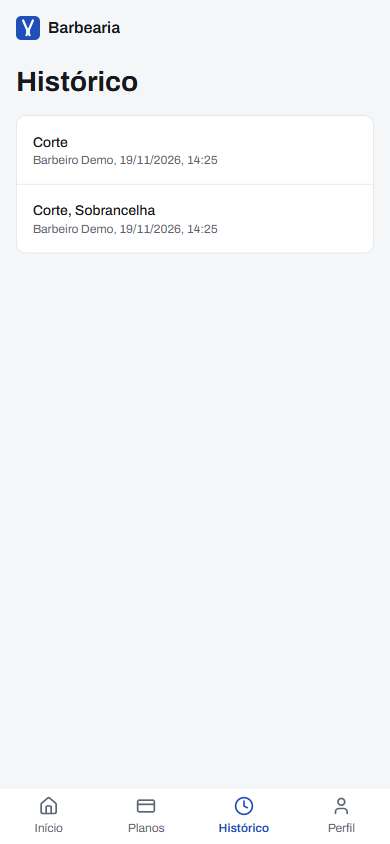 Barbearia
Histórico
Corte
Barbeiro Demo, 19/11/2026, 14:25
Corte, Sobrancelha
Barbeiro Demo, 19/11/2026, 14:25
Início
Planos
Histórico
Perfil